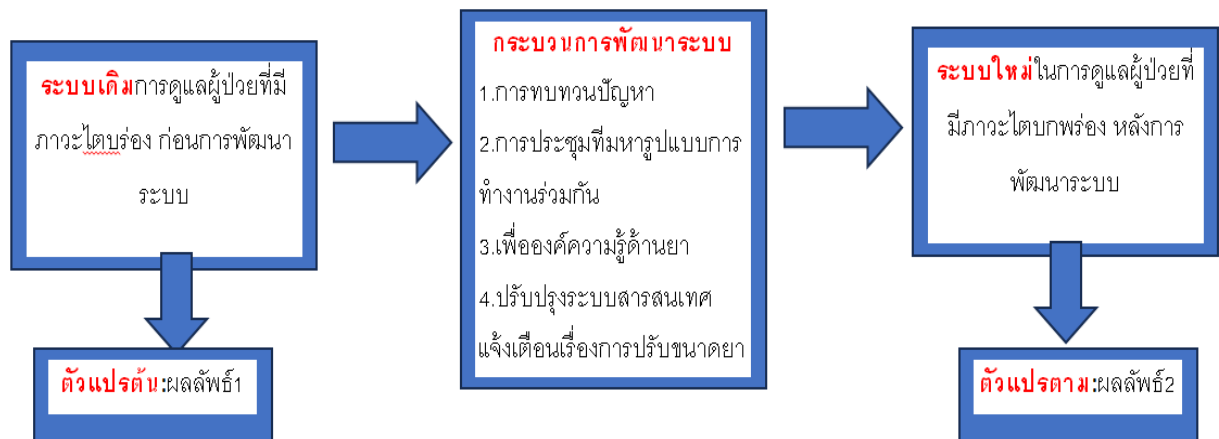 ระบบเดิมการดูแลผู้ป่วยที่มี
ภาวะไตบร่อง ก่อนการพัฒนา
ระบบ
ตัวแปรต้น:ผลลัพธ์1
กระบวนการพัฒนาระบบ
1.การทบทวนปัญหา
2.การประชุมทีมหารูปแบบการ
ทำงานร่วมกัน
3.เพื่อองค์ความรู้ด้านยา
4.ปรับปรุงระบบสารสนเทศ
แจ้งเตือนเรื่องการปรับขนาดยา
ระบบใหม่ในการดูแลผู้ป่วยที่
มีภาวะไตบกพร่อง หลังการ
พัฒนาระบบ
ตัวแปรตาม:ผลลัพธ์2